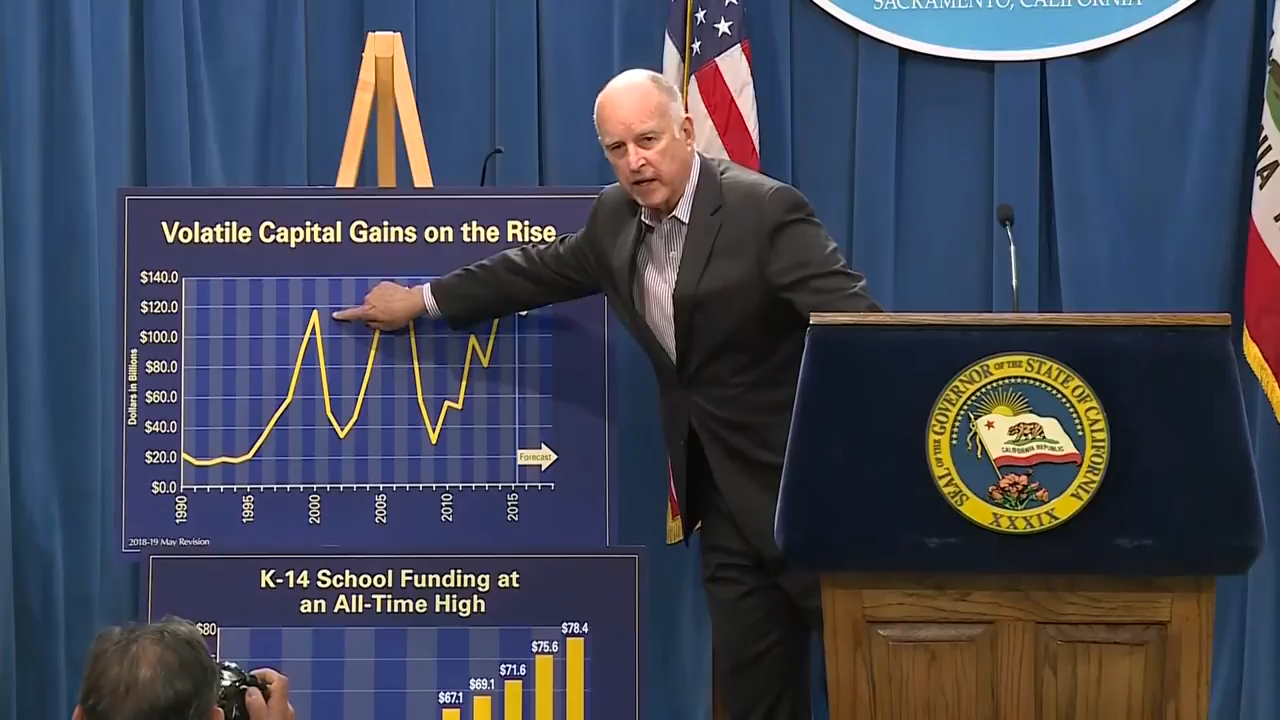 SACRAMENTO, CALIFORNIA
Volatile Capital Gains on the Rise
$140.0
$120.0
$100.0
$80.0
$60.0
$40.0
$20.0
$0.0
Dollars in Billions
Forecast
1990 1995 2000 2005 2010 2015
2018-19 May Revision
K-14 School Funding at
an All-Time High
$80
$67.1
$69.1
$71.6
$75.6
$78.4
SEAL OF THE GOVERNOR OF THE STATE OF CALIFORNIA
CALIFORNIA REPUBLIC
XXXIX